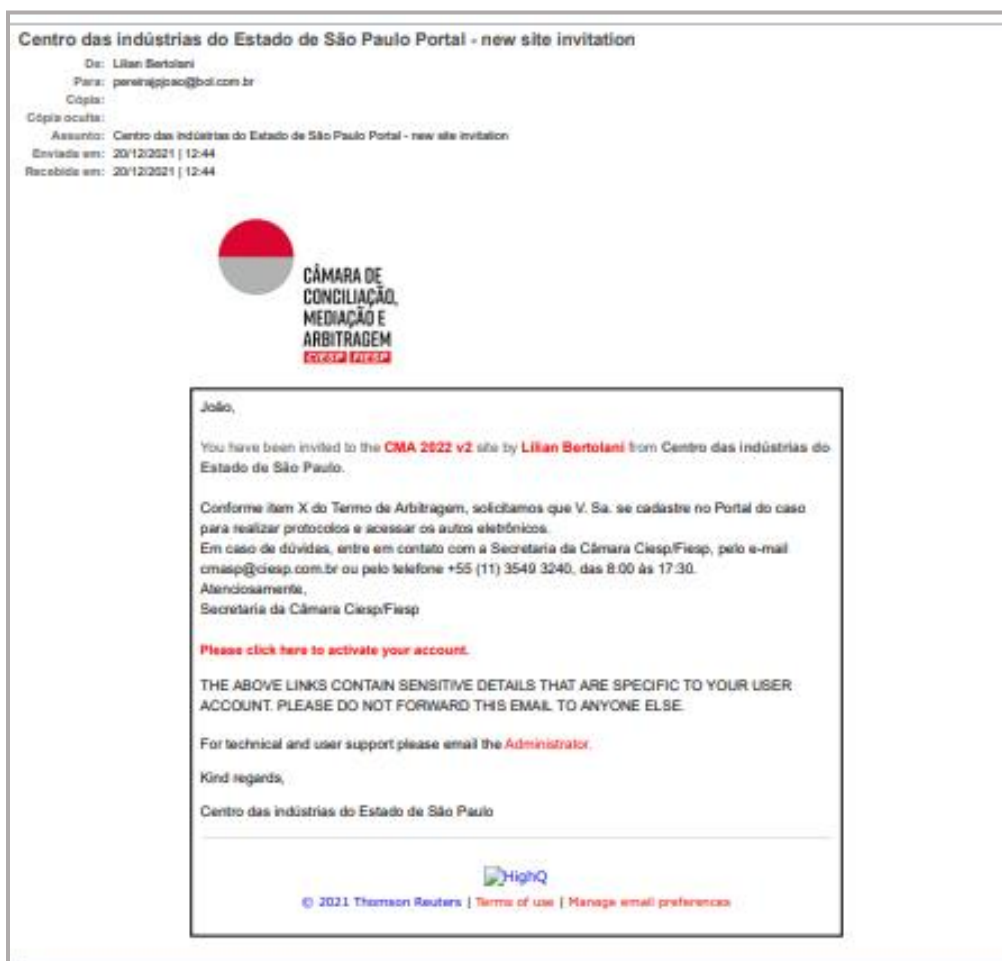 Centro das indústrias do Estado de São Paulo Portal - new site invitation
De: Lilian Bertolani
Para: pereirajpjoao@bol.com.br
Cópia:
Cópia oculta:
Assunto: Centro das indústrias do Estado de São Paulo Portal - new site invitation
Enviada em: 20/12/2021 | 12:44
Recebida em: 20/12/2021 | 12:44
CÂMARA DE
CONCILIAÇÃO,
MEDIAÇÃO E
ARBITRAGEM
CIESP FIESP
João,
You have been invited to the CMA 2022 v2 site by Lilian Bertolani from Centro das indústrias do
Estado de São Paulo.
Conforme item X do Termo de Arbitragem, solicitamos que V. Sa. se cadastre no Portal do caso
para realizar protocolos e acessar os autos eletrônicos.
Em caso de dúvidas, entre em contato com a Secretaria da Câmara Ciesp/Fiesp, pelo e-mail
cmasp@ciesp.com.br ou pelo telefone +55 (11) 3549 3240, das 8:00 às 17:30.
Atenciosamente,
Secretaria da Câmara Ciesp/Fiesp
Please click here to activate your account.
THE ABOVE LINKS CONTAIN SENSITIVE DETAILS THAT ARE SPECIFIC TO YOUR USER
ACCOUNT. PLEASE DO NOT FORWARD THIS EMAIL TO ANYONE ELSE.
For technical and user support please email the Administrator.
Kind regards,
Centro das indústrias do Estado de São Paulo
HighQ
© 2021 Thomson Reuters | Terms of use | Manage email preferences